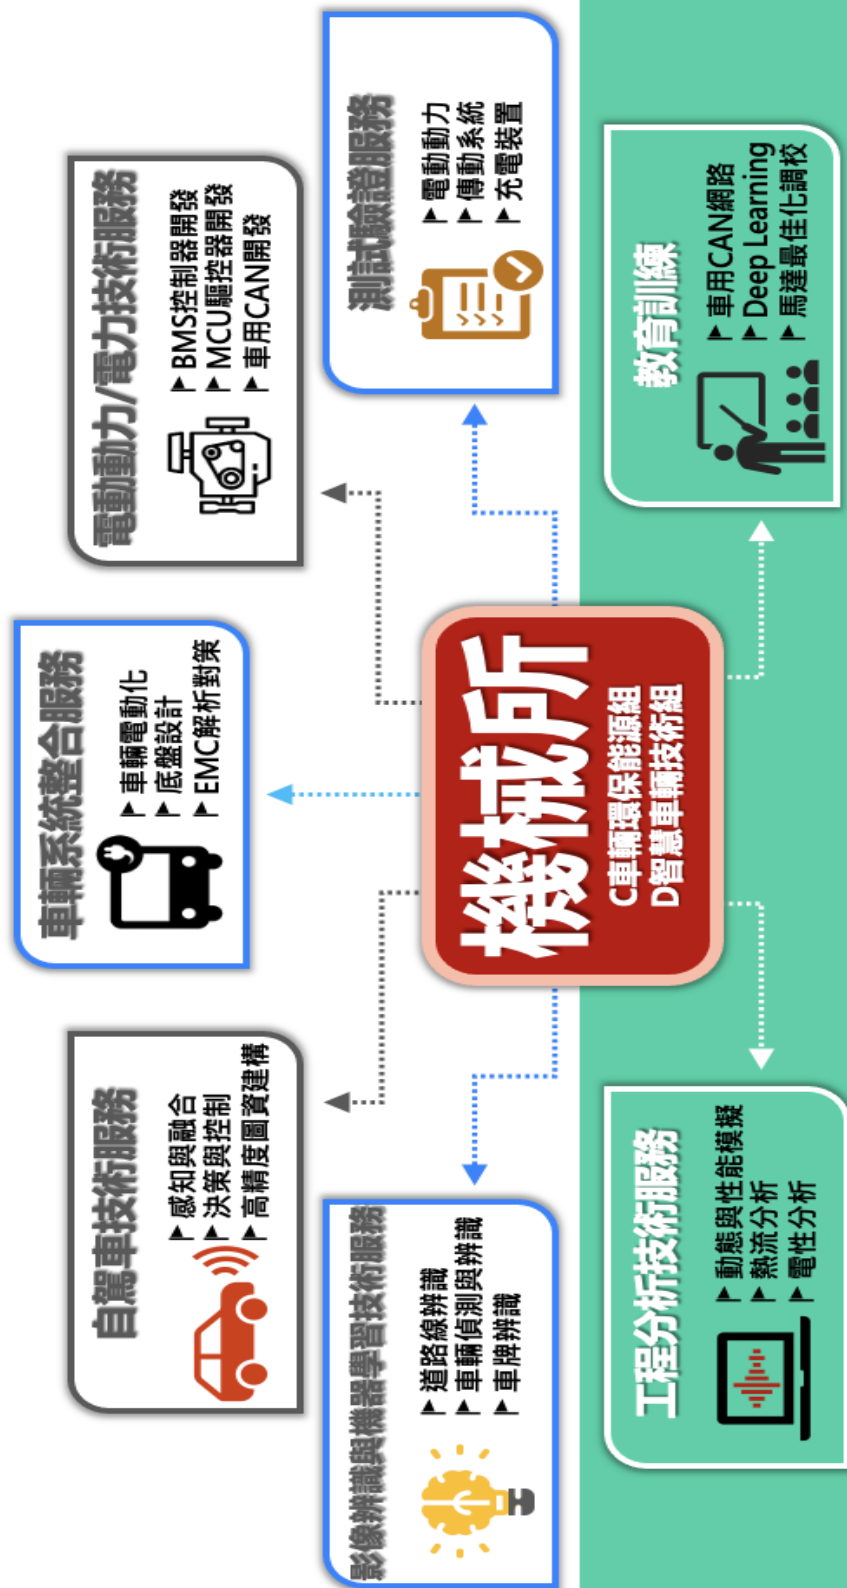 車輛系統整合服務
車輛電動化
底盤設計
EMC解析對策
自駕車技術服務
感知與融合
決策與控制
高精度圖資建構
電動動力/電力技術服務
BMS控制器開發
MCU驅控器開發
車用CAN開發
影像辨識與機器學習技術服務
道路線辨識
車輛偵測與辨識
車牌辨識
測試驗證服務
電動動力
傳動系統
充電裝置
機械所
C車輛環保能源組
D智慧車輛技術組
工程分析技術服務
動態與性能模擬
熱流分析
電性分析
教育訓練
車用CAN網路
Deep Learning
馬達最佳化調校